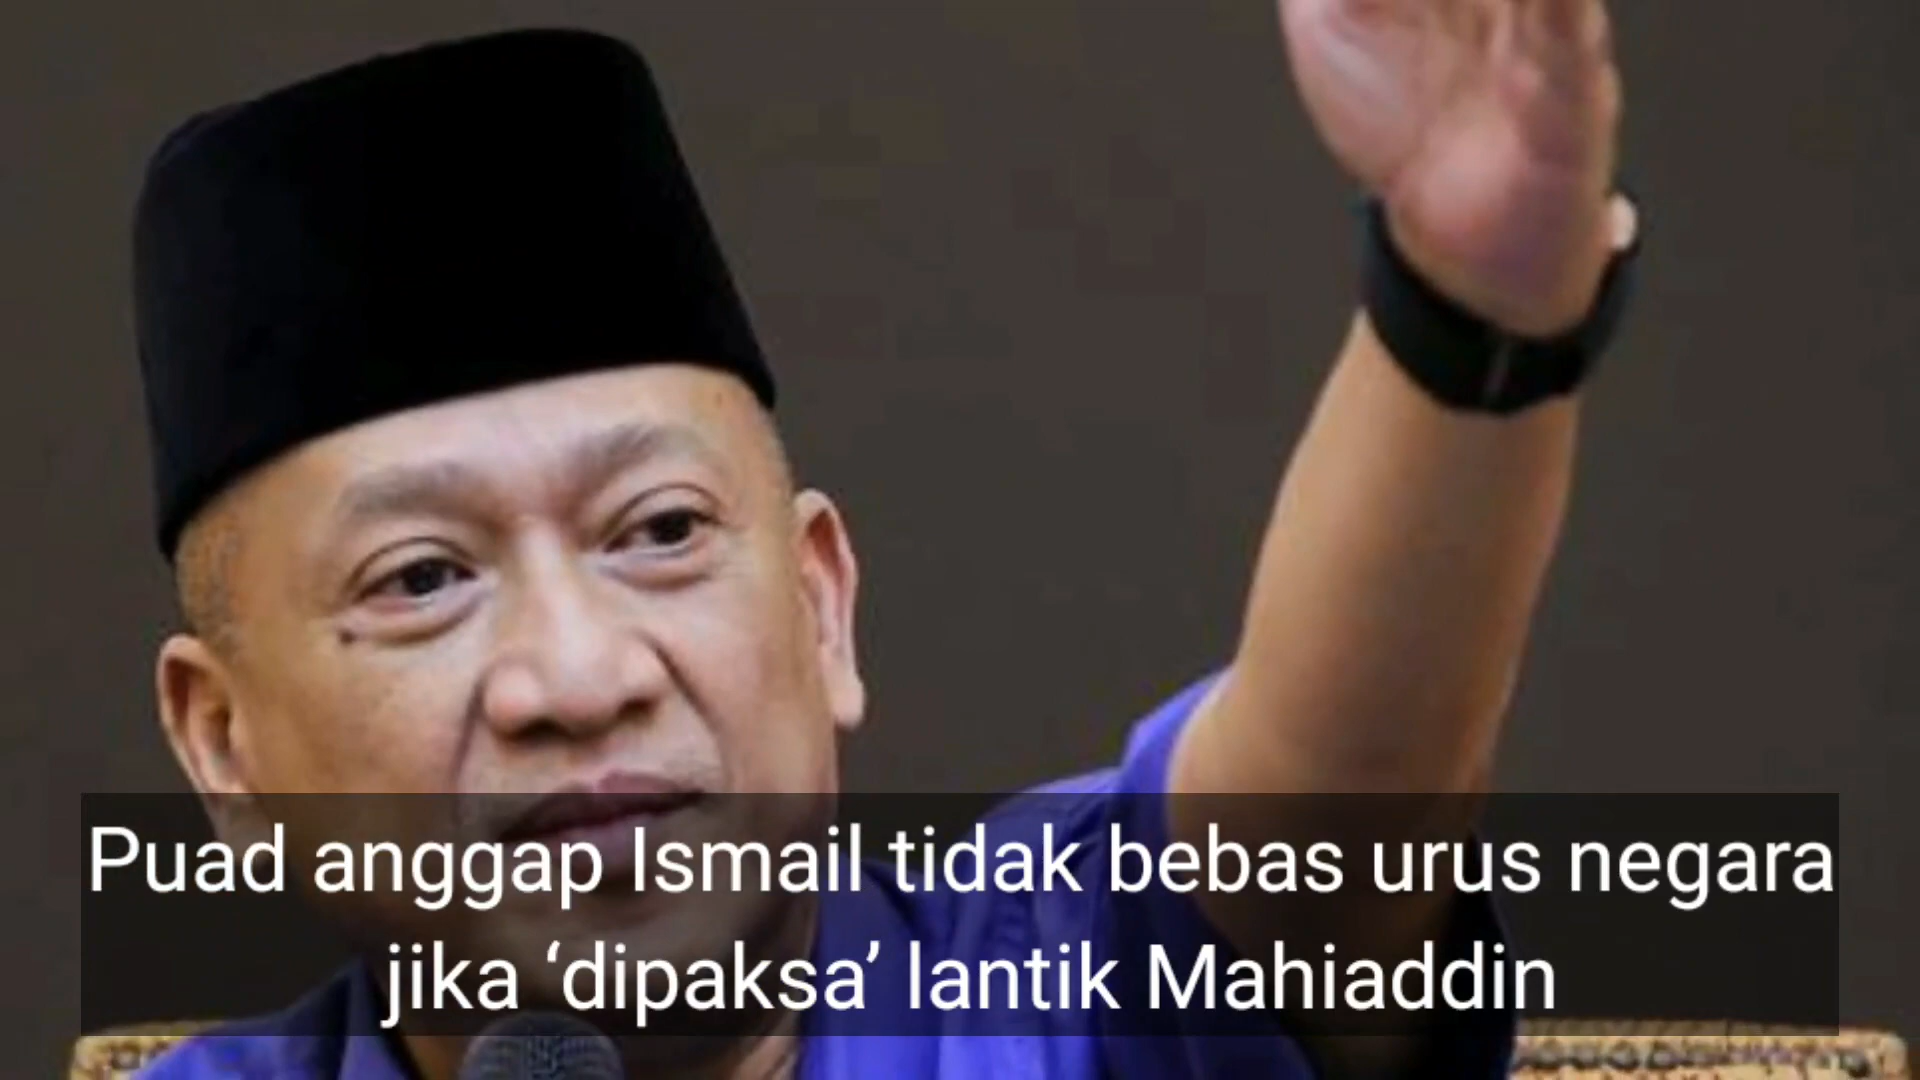 Puad anggap Ismail tidak bebas urus negara
jika ‘dipaksa’ lantik Mahiaddin